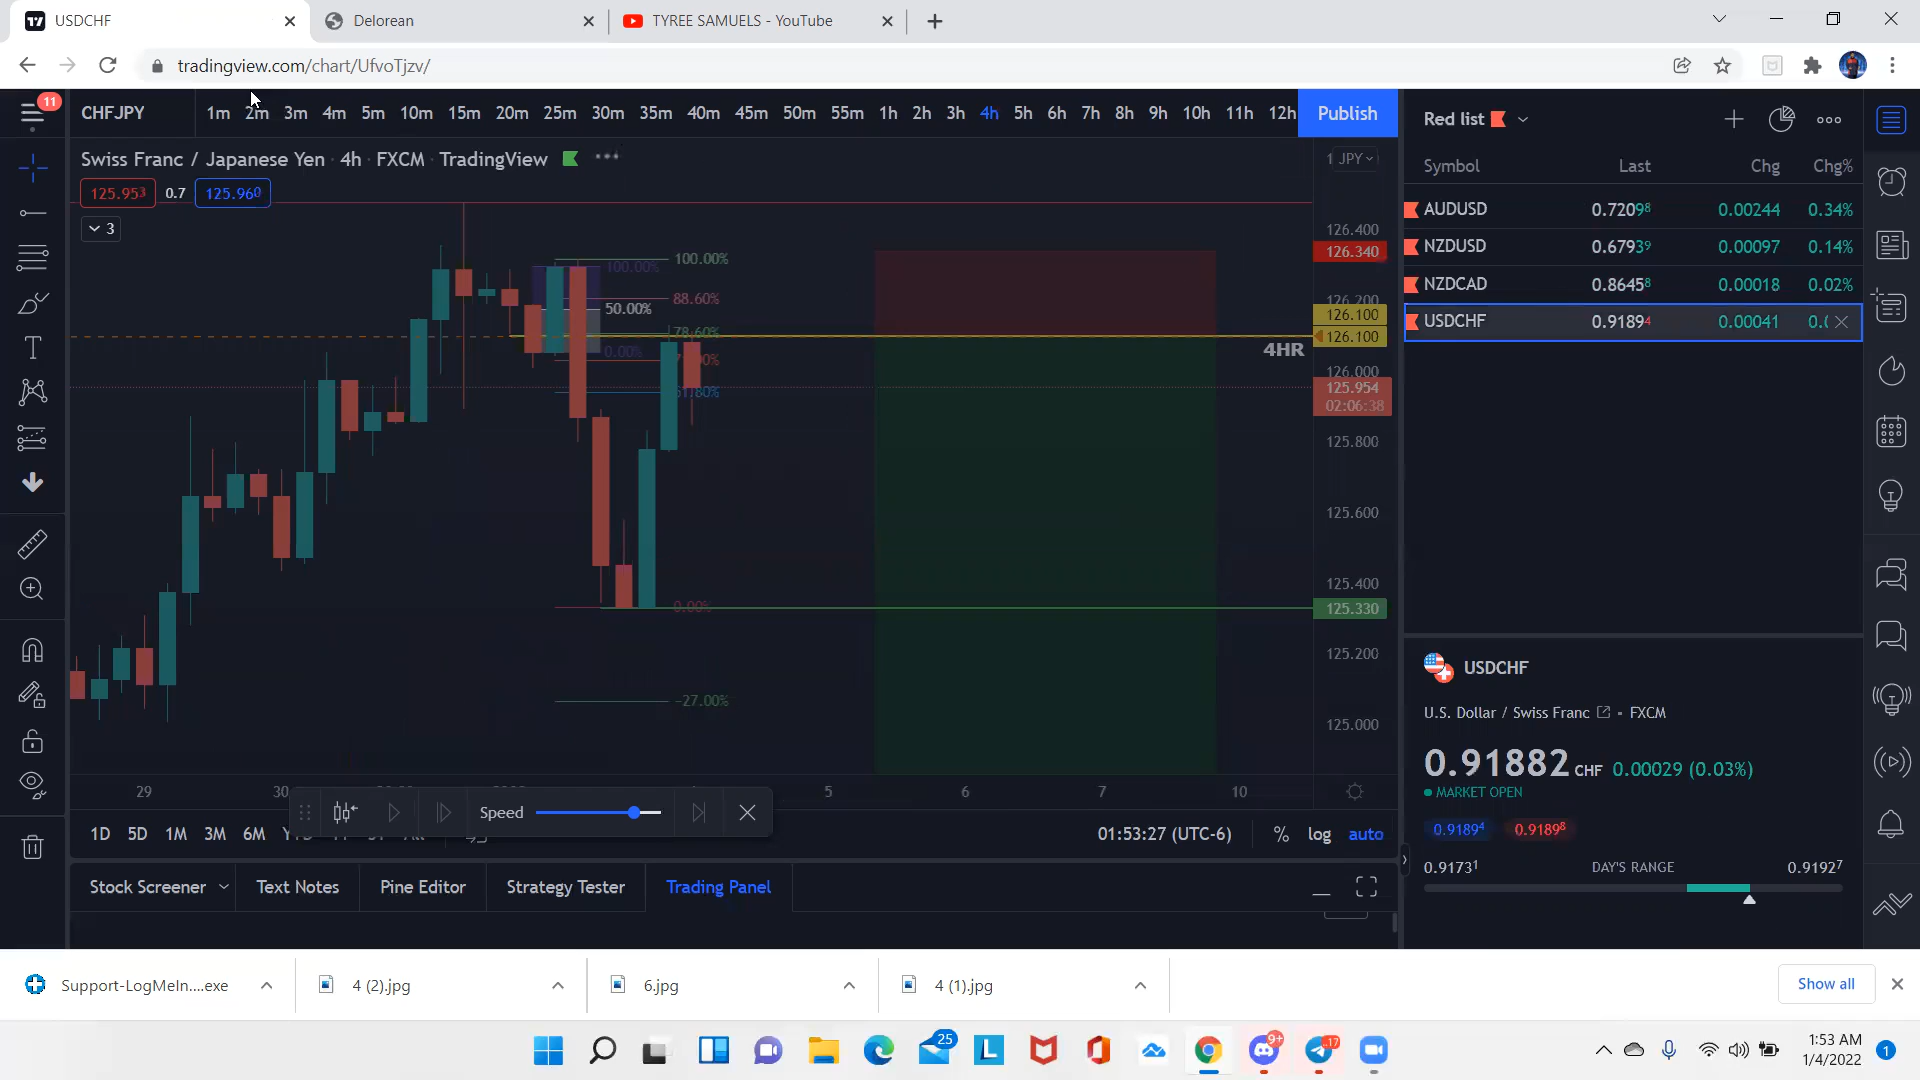 USDCHF
Delorean
TYREE SAMUELS - YouTube
tradingview.com/chart/UfvoTjzv/
11
CHFJPY
1m 2m 3m 4m 5m 10m 15m 20m 25m 30m 35m 40m 45m 50m 55m 1h 2h 3h 4h 5h 6h 7h 8h 9h 10h 11h 12h
Publish
Swiss Franc / Japanese Yen · 4h · FXCM · TradingView
125.953 0.7 125.960
3
1 JPY
126.400
126.340
126.200
126.100
126.100
126.000
125.954
02:06:38
125.800
125.600
125.400
125.330
125.200
125.000
100.00%
100.00%
88.60%
50.00%
78.60%
0.00%
61.80%
4HR
0.00%
-27.00%
29 30 5 6 7 10
Speed
1D 5D 1M 3M 6M
01:53:27 (UTC-6) % log auto
Stock Screener Text Notes Pine Editor Strategy Tester Trading Panel
Red list
Symbol Last Chg Chg%
AUDUSD 0.72098 0.00244 0.34%
NZDUSD 0.67939 0.00097 0.14%
NZDCAD 0.86458 0.00018 0.02%
USDCHF 0.91894 0.00041
USDCHF
U.S. Dollar / Swiss Franc • FXCM
0.91882 CHF 0.00029 (0.03%)
MARKET OPEN
0.91894 0.91898
0.91731 DAY'S RANGE 0.91927
Support-LogMeIn....exe
4 (2).jpg
6.jpg
4 (1).jpg
Show all
25
L
9+
17
1:53 AM
1/4/2022
1